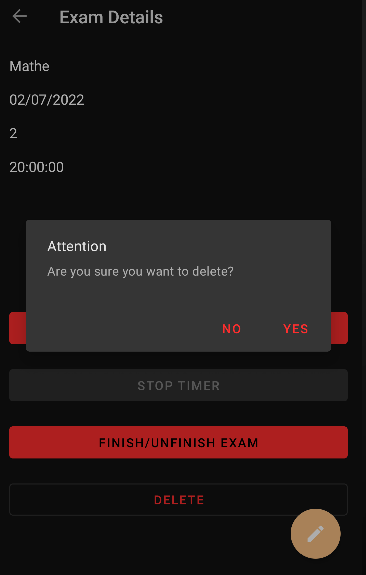 Exam Details
Mathe
02/07/2022
2
20:00:00
Attention
Are you sure you want to delete?
NO YES
STOP TIMER
FINISH/UNFINISH EXAM
DELETE